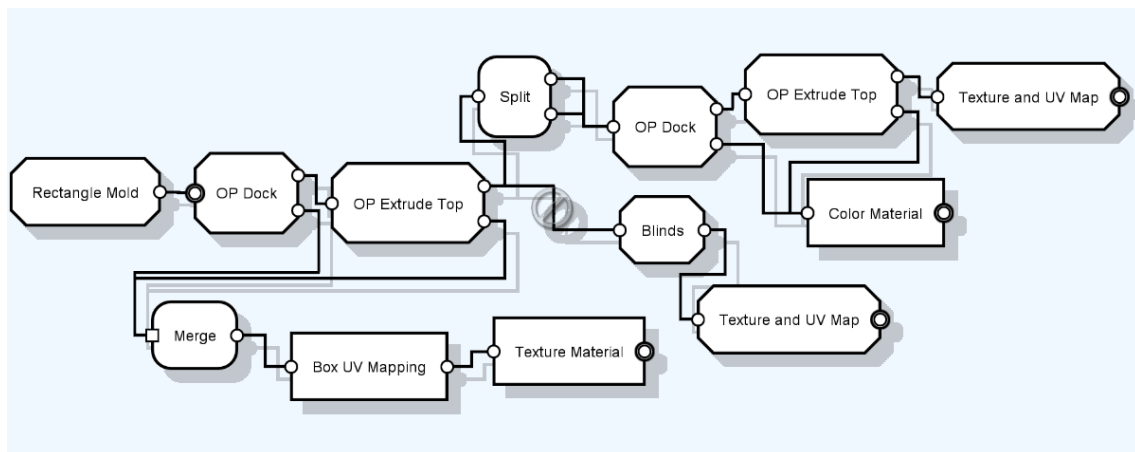 Split
OP Dock
OP Extrude Top
Texture and UV Map
Rectangle Mold
OP Dock
OP Extrude Top
Blinds
Color Material
Merge
Box UV Mapping
Texture Material
Texture and UV Map